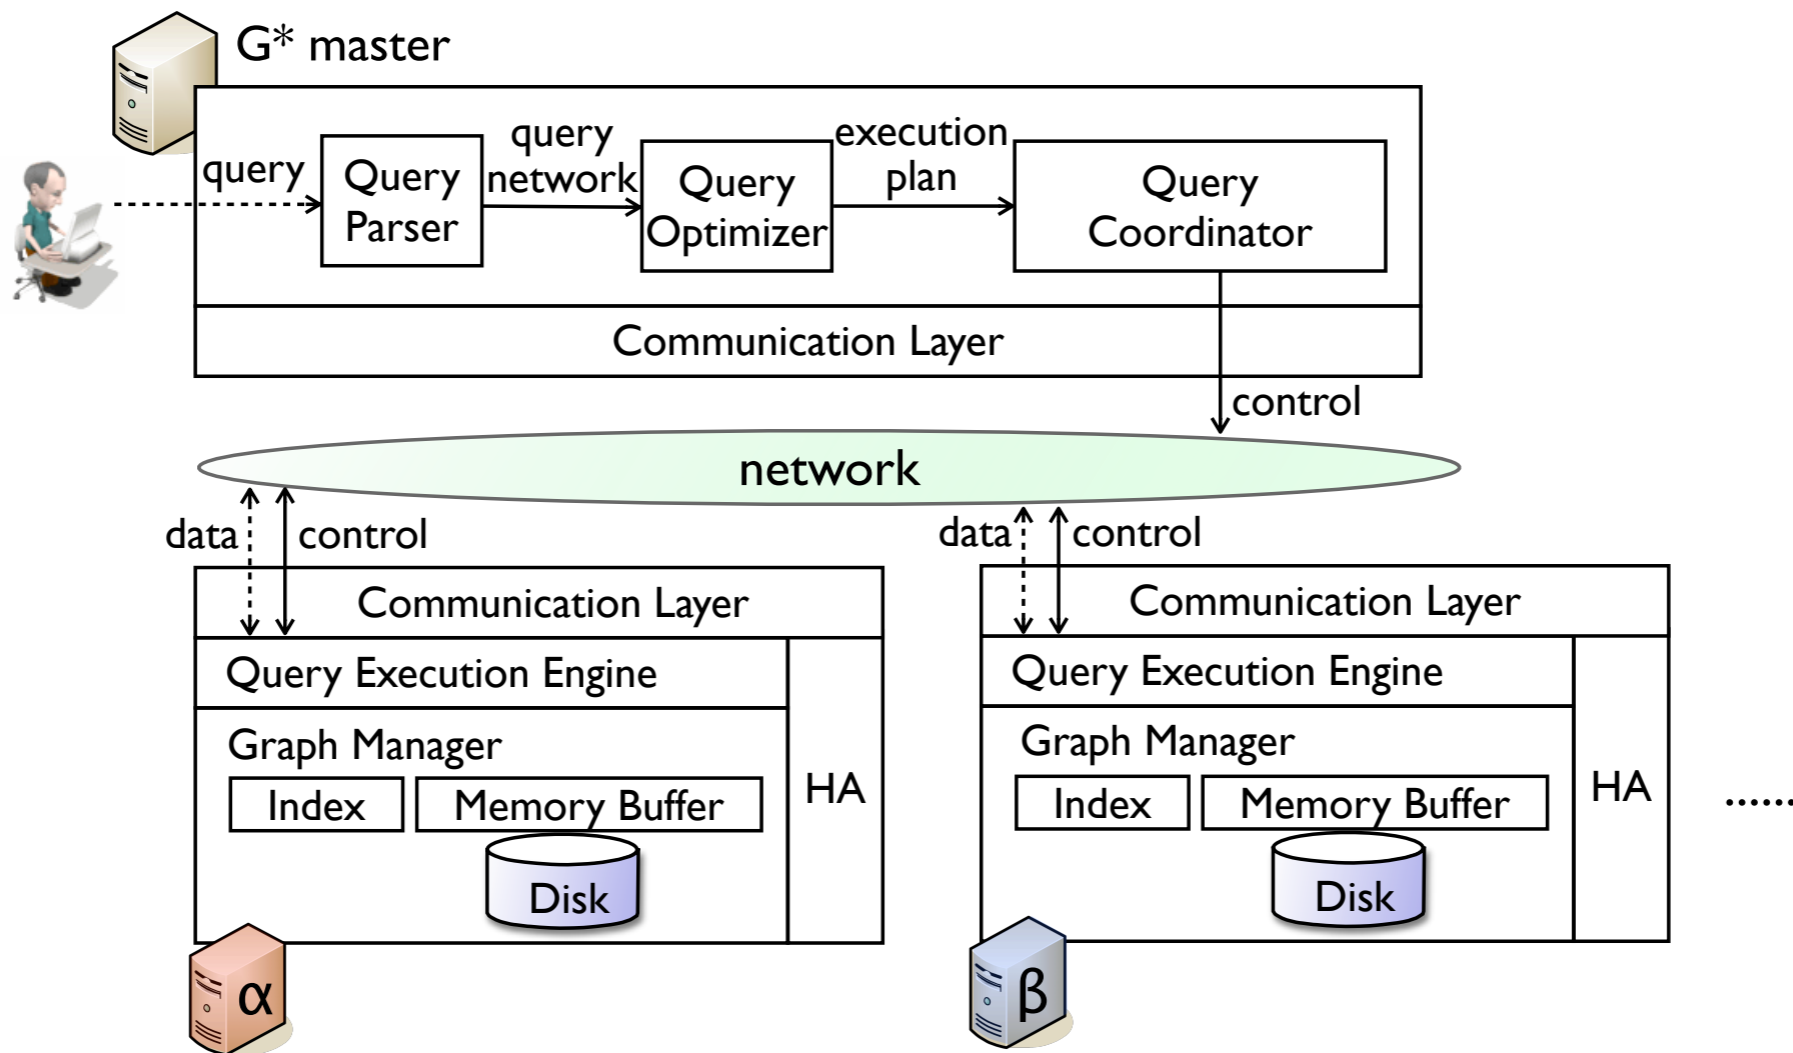 G* master
query
Query
Parser
query
network
Query
Optimizer
execution
plan
Query
Coordinator
Communication Layer
control
network
data
control
data
control
Communication Layer
Query Execution Engine
Graph Manager
Index
Memory Buffer
Disk
HA
α
Communication Layer
Query Execution Engine
Graph Manager
Index
Memory Buffer
Disk
HA
β
......